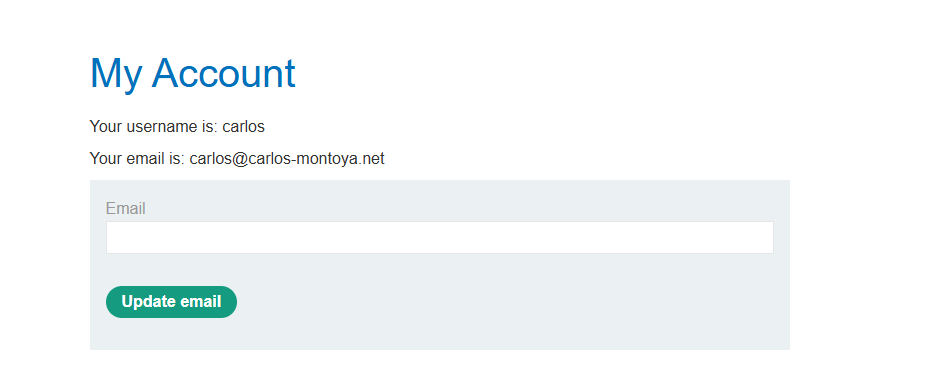 My Account
Your username is: carlos
Your email is: carlos@carlos-montoya.net
Email
Update email